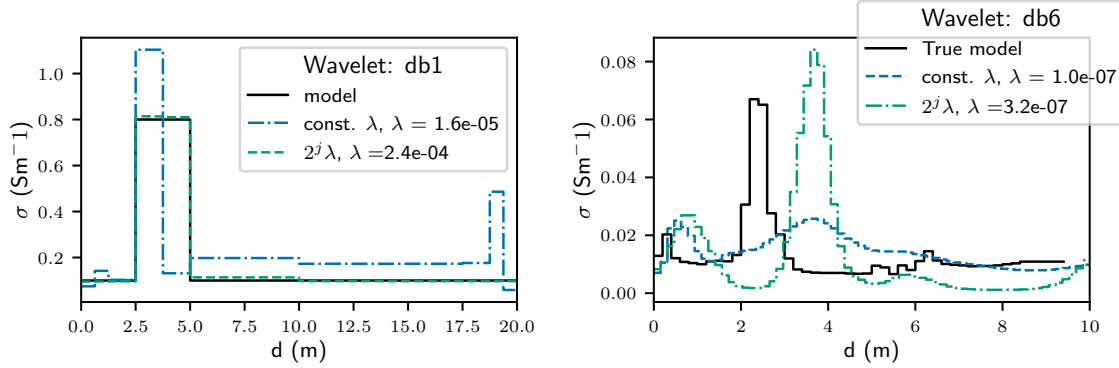 Wavelet: db1
model
const. λ, λ = 1.6e-05
2^j λ, λ =2.4e-04
σ (Sm⁻¹)
1.0
0.8
0.6
0.4
0.2
0.0 2.5 5.0 7.5 10.0 12.5 15.0 17.5 20.0
d (m)
Wavelet: db6
True model
const. λ, λ = 1.0e-07
2^j λ, λ =3.2e-07
σ (Sm⁻¹)
0.08
0.06
0.04
0.02
0.00
0 2 4 6 8 10
d (m)